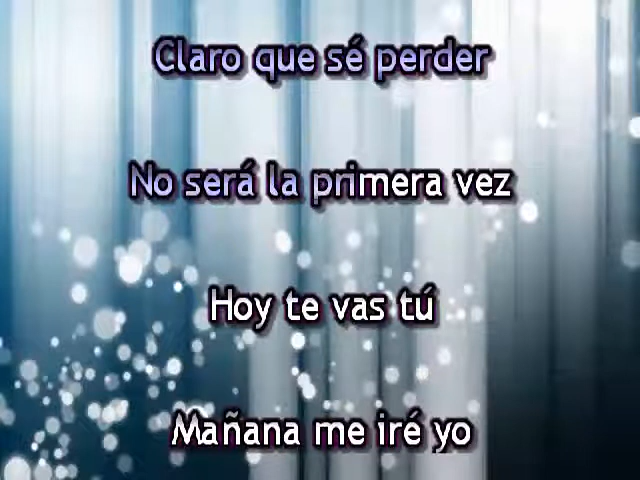 Claro que sé perder
No será la primera vez
Hoy te vas tú
Mañana me iré yo